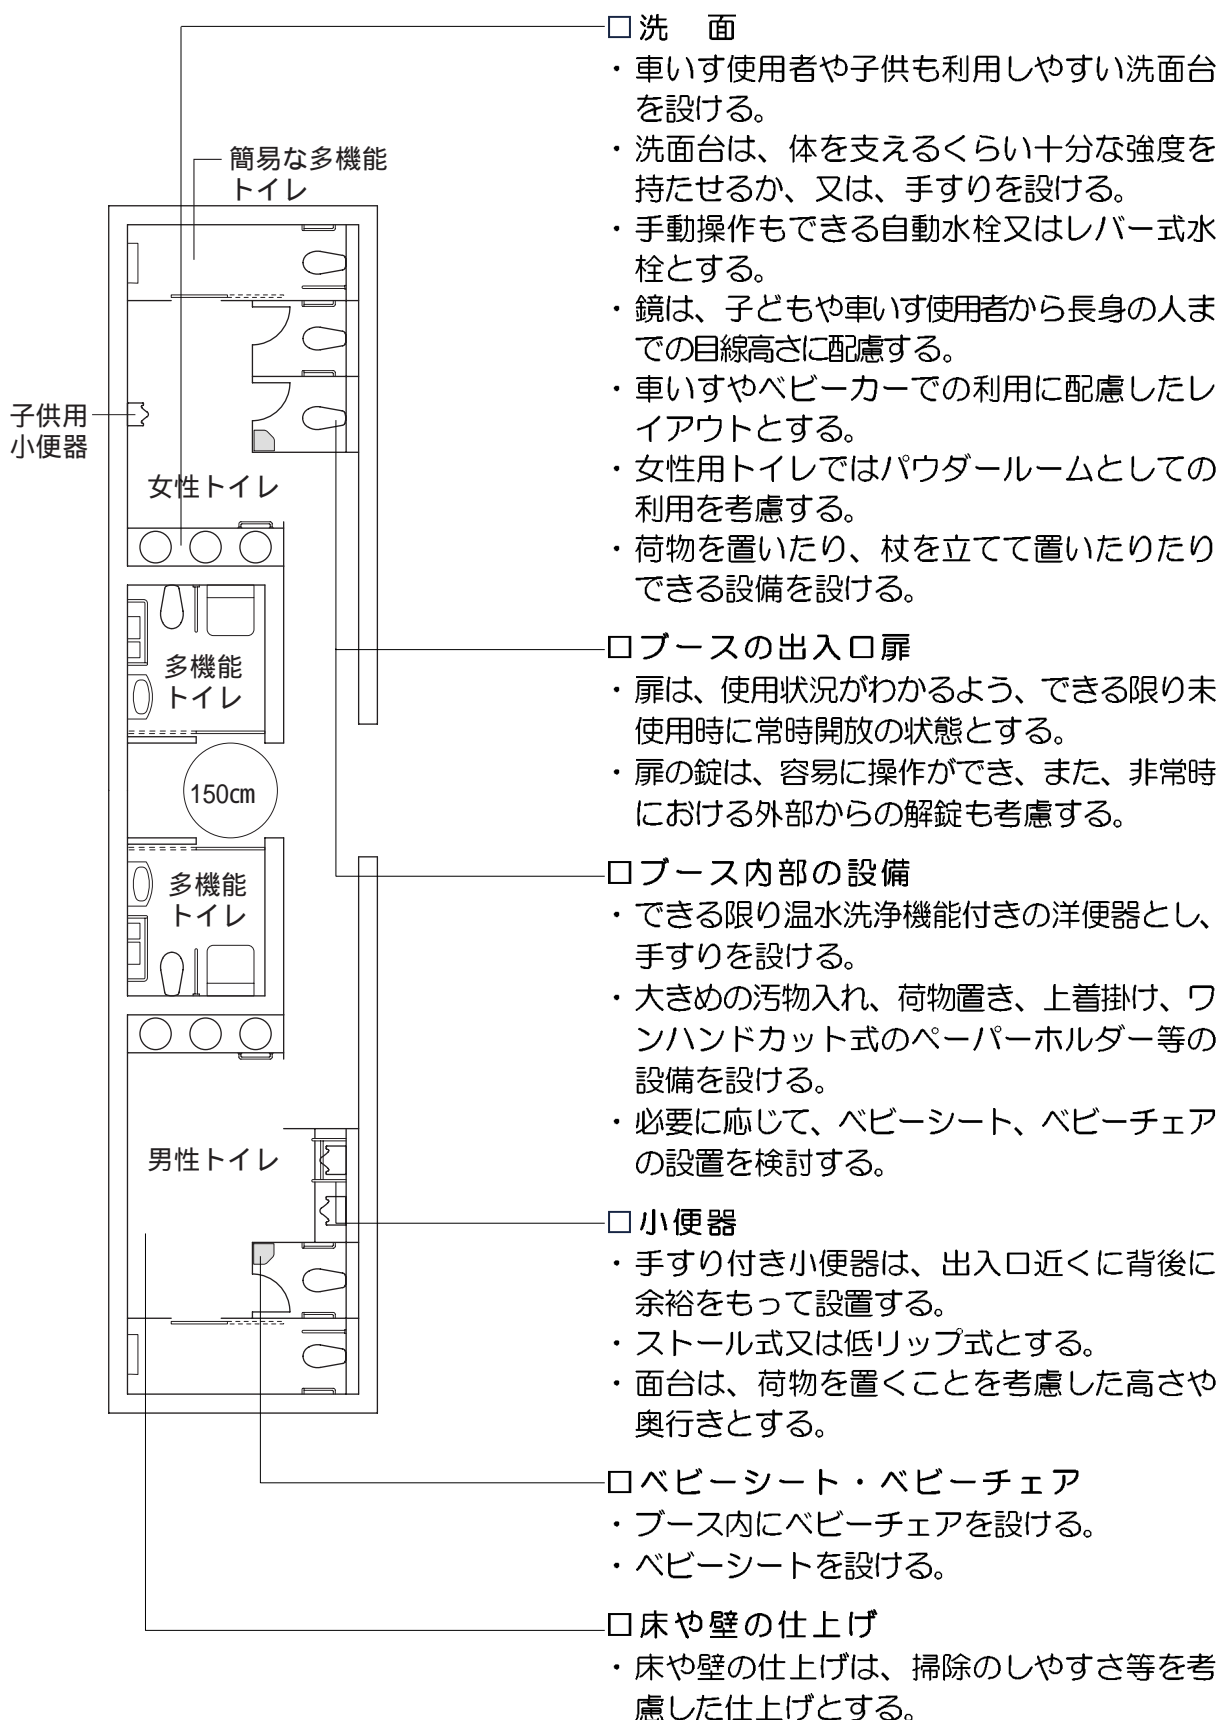 簡易な多機能
トイレ
子供用
小便器
女性トイレ
多機能
トイレ
150cm
多機能
トイレ
男性トイレ
□洗　面
・車いす使用者や子供も利用しやすい洗面台
を設ける。
・洗面台は、体を支えるくらい十分な強度を
持たせるか、又は、手すりを設ける。
・手動操作もできる自動水栓又はレバー式水
栓とする。
・鏡は、子どもや車いす使用者から長身の人ま
での目線高さに配慮する。
・車いすやベビーカーでの利用に配慮したレ
イアウトとする。
・女性用トイレではパウダールームとしての
利用を考慮する。
・荷物を置いたり、杖を立てて置いたりたり
できる設備を設ける。
□ブースの出入口扉
・扉は、使用状況がわかるよう、できる限り未
使用時に常時開放の状態とする。
・扉の錠は、容易に操作ができ、また、非常時
における外部からの解錠も考慮する。
□ブース内部の設備
・できる限り温水洗浄機能付きの洋便器とし、
手すりを設ける。
・大きめの汚物入れ、荷物置き、上着掛け、ワ
ンハンドカット式のペーパーホルダー等の
設備を設ける。
・必要に応じて、ベビーシート、ベビーチェア
の設置を検討する。
□小便器
・手すり付き小便器は、出入口近くに背後に
余裕をもって設置する。
・ストール式又は低リップ式とする。
・面台は、荷物を置くことを考慮した高さや
奥行きとする。
□ベビーシート・ベビーチェア
・ブース内にベビーチェアを設ける。
・ベビーシートを設ける。
□床や壁の仕上げ
・床や壁の仕上げは、掃除のしやすさ等を考
慮した仕上げとする。